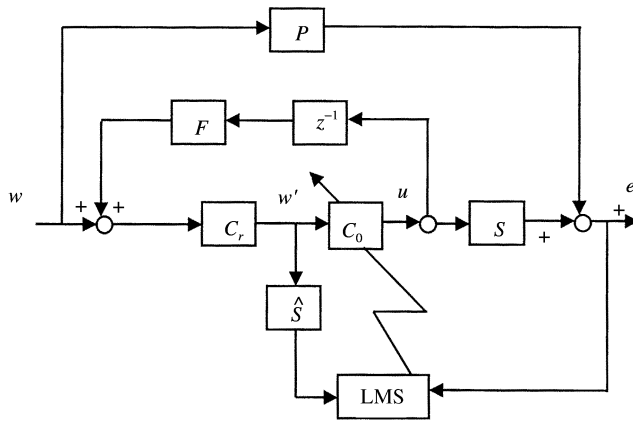 P
F z⁻¹
w + + C_r w' C_0 u S + + e
Ŝ
LMS